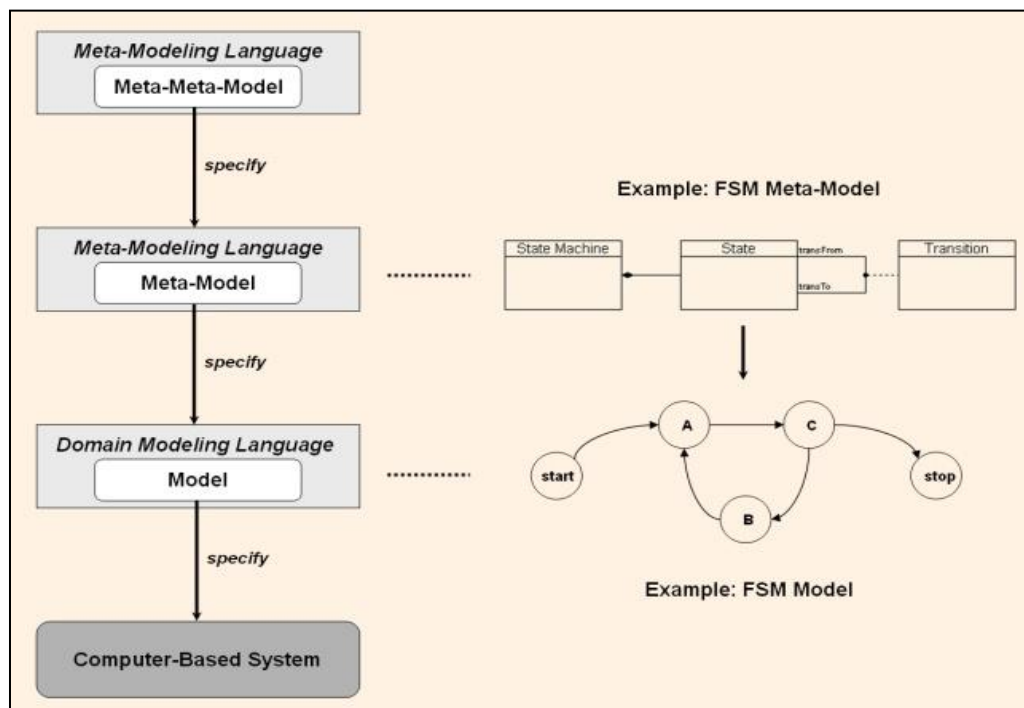 Meta-Modeling Language
Meta-Meta-Model
specify
Meta-Modeling Language
Meta-Model
specify
Domain Modeling Language
Model
specify
Computer-Based System
Example: FSM Meta-Model
State Machine
State
transFrom
transTo
Transition
A
C
start
stop
B
Example: FSM Model